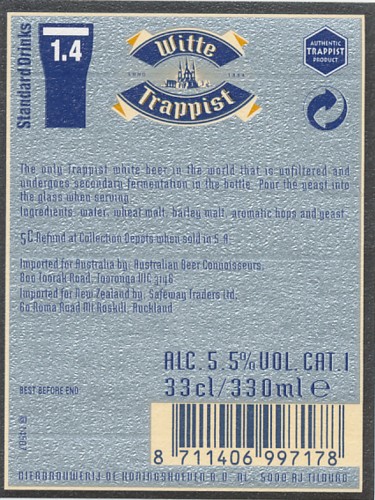 Standard Drinks
1.4
Witte
Trappist
AUTHENTIC
TRAPPIST
PRODUCT
The only Trappist white beer in the world that is unfiltered and
undergoes secondary fermentation in the bottle. Pour the yeast into
the glass when serving.
Ingredients: water, wheat malt, barley malt, aromatic hops and yeast.
5C Refund at Collection Depots when sold in S.A.
Imported for Australia by: Australian Beer Connoisseurs,
800 Toorak Road, Tooronga VIC 3146
Imported for New Zealand by: Safeway Traders Ltd,
60 Roma Road Mt Roskill, Auckland
ALC. 5.5% VOL. CAT.1
33cl/330ml e
BEST BEFORE END
8 711406 997178
BIERBROUWERIJ DE KONINGSHOEVEN B.V. AL - 5000 RJ TILBURG